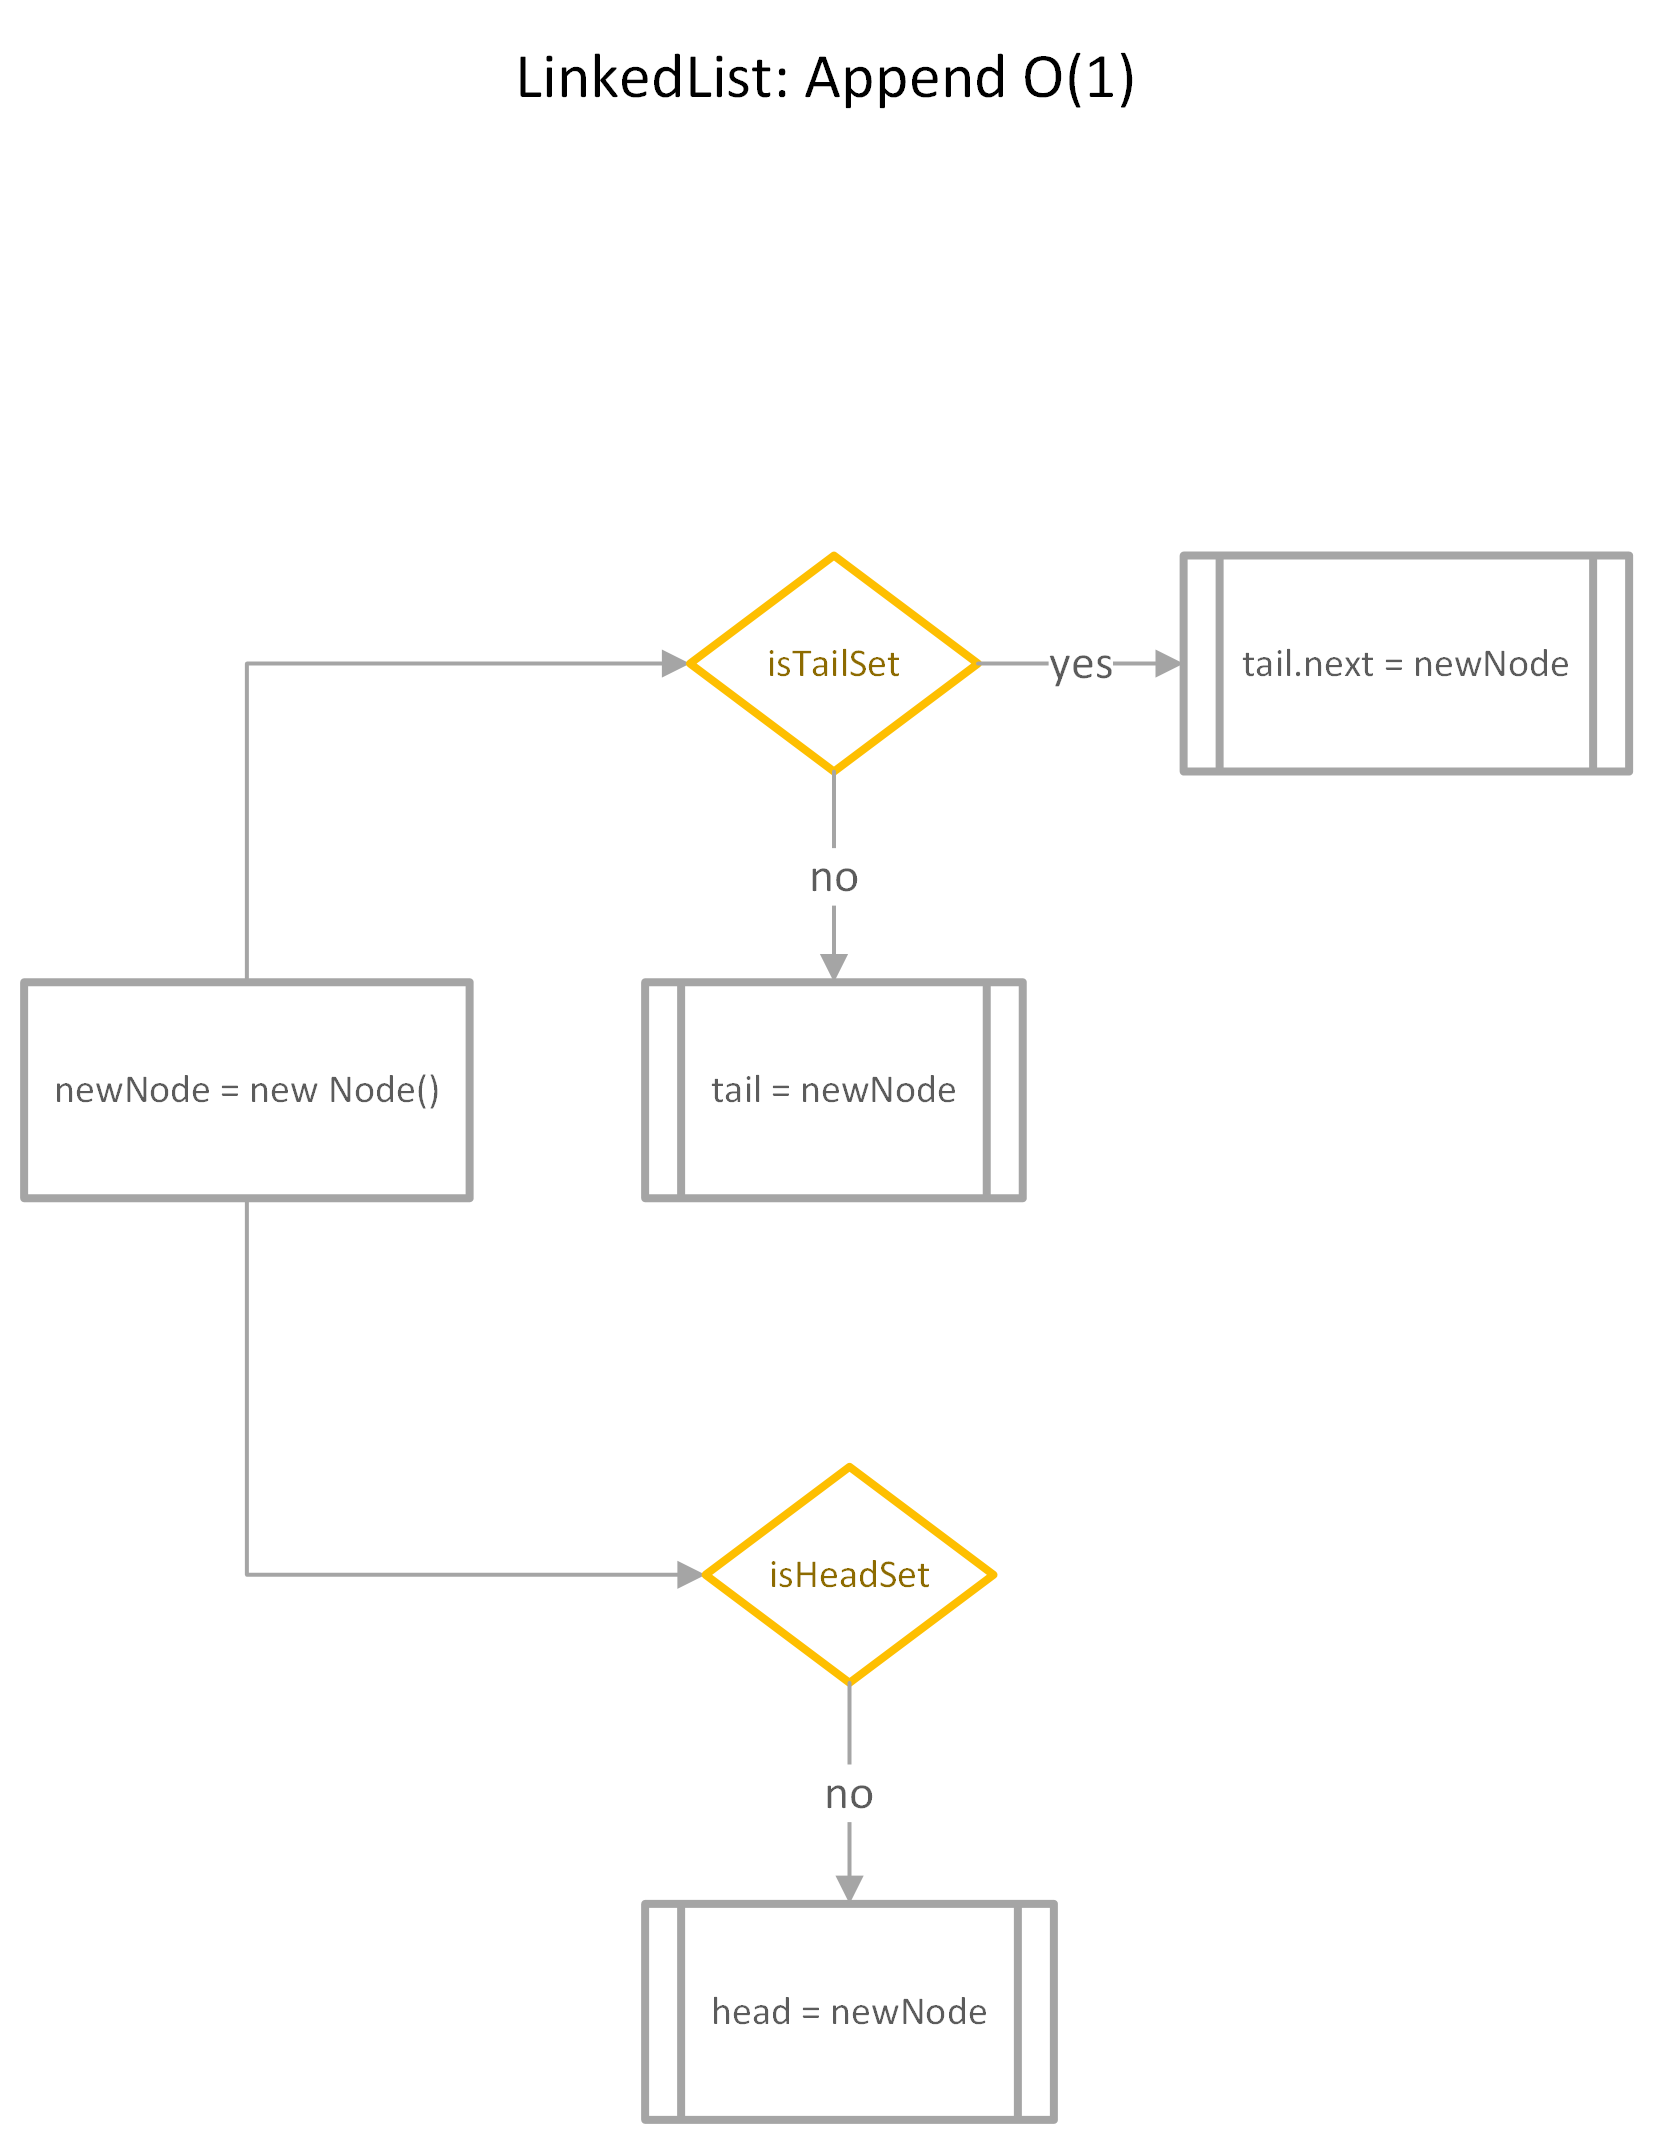 LinkedList: Append O(1)
isTailSet
yes
tail.next = newNode
no
newNode = new Node()
tail = newNode
isHeadSet
no
head = newNode